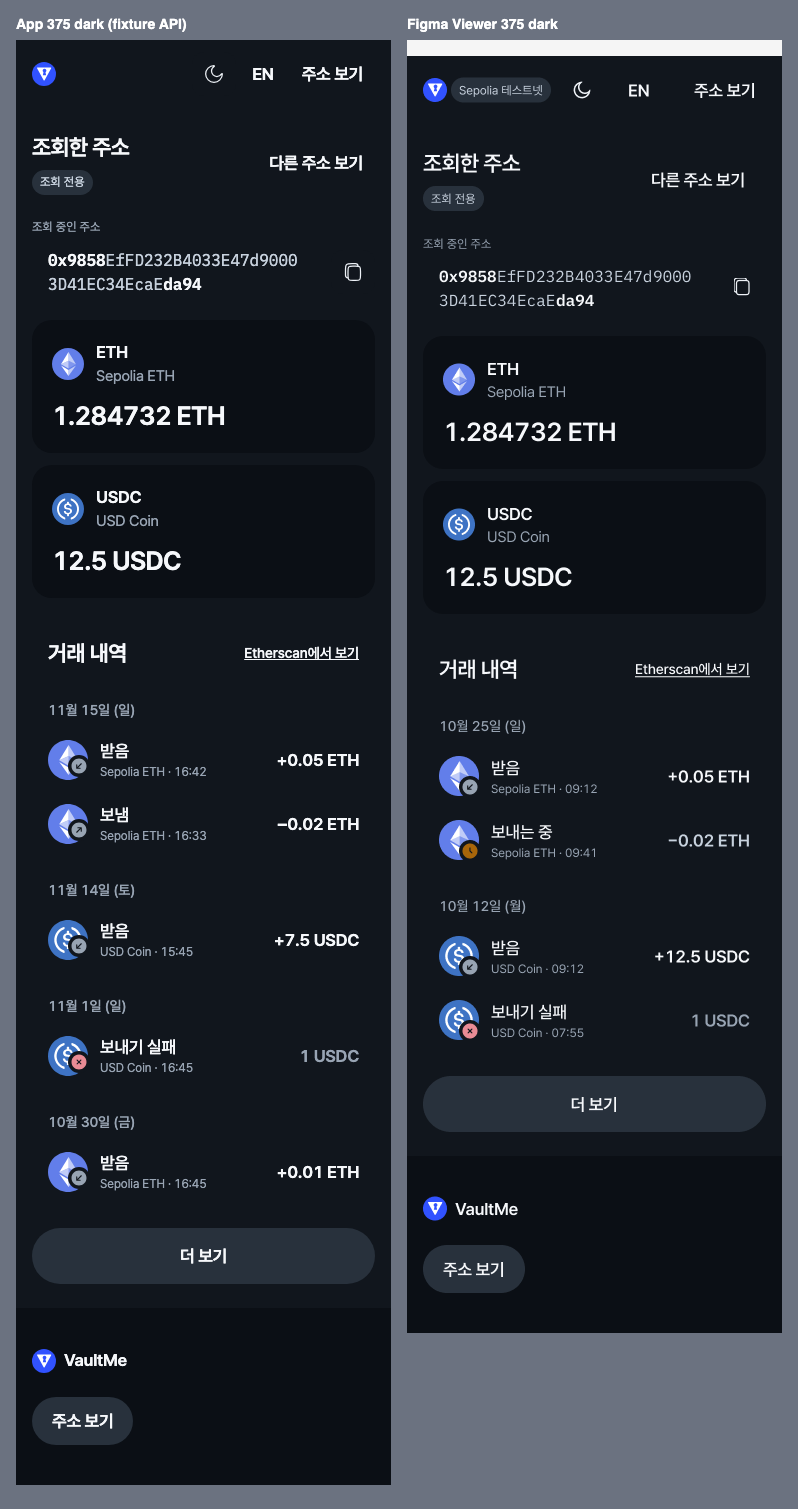 App 375 dark (fixture API)
EN
주소 보기
조회한 주소
조회 전용
다른 주소 보기
조회 중인 주소
0x9858EfFD232B4033E47d9000
3D41EC34EcaEda94
ETH
Sepolia ETH
1.284732 ETH
USDC
USD Coin
12.5 USDC
거래 내역
Etherscan에서 보기
11월 15일 (일)
받음
Sepolia ETH · 16:42
+0.05 ETH
보냄
Sepolia ETH · 16:33
−0.02 ETH
11월 14일 (토)
받음
USD Coin · 15:45
+7.5 USDC
11월 1일 (일)
보내기 실패
USD Coin · 16:45
1 USDC
10월 30일 (금)
받음
Sepolia ETH · 16:45
+0.01 ETH
더 보기
VaultMe
주소 보기
Figma Viewer 375 dark
Sepolia 테스트넷
EN
주소 보기
조회한 주소
조회 전용
다른 주소 보기
조회 중인 주소
0x9858EfFD232B4033E47d9000
3D41EC34EcaEda94
ETH
Sepolia ETH
1.284732 ETH
USDC
USD Coin
12.5 USDC
거래 내역
Etherscan에서 보기
10월 25일 (일)
받음
Sepolia ETH · 09:12
+0.05 ETH
보내는 중
Sepolia ETH · 09:41
−0.02 ETH
10월 12일 (월)
받음
USD Coin · 09:12
+12.5 USDC
보내기 실패
USD Coin · 07:55
1 USDC
더 보기
VaultMe
주소 보기